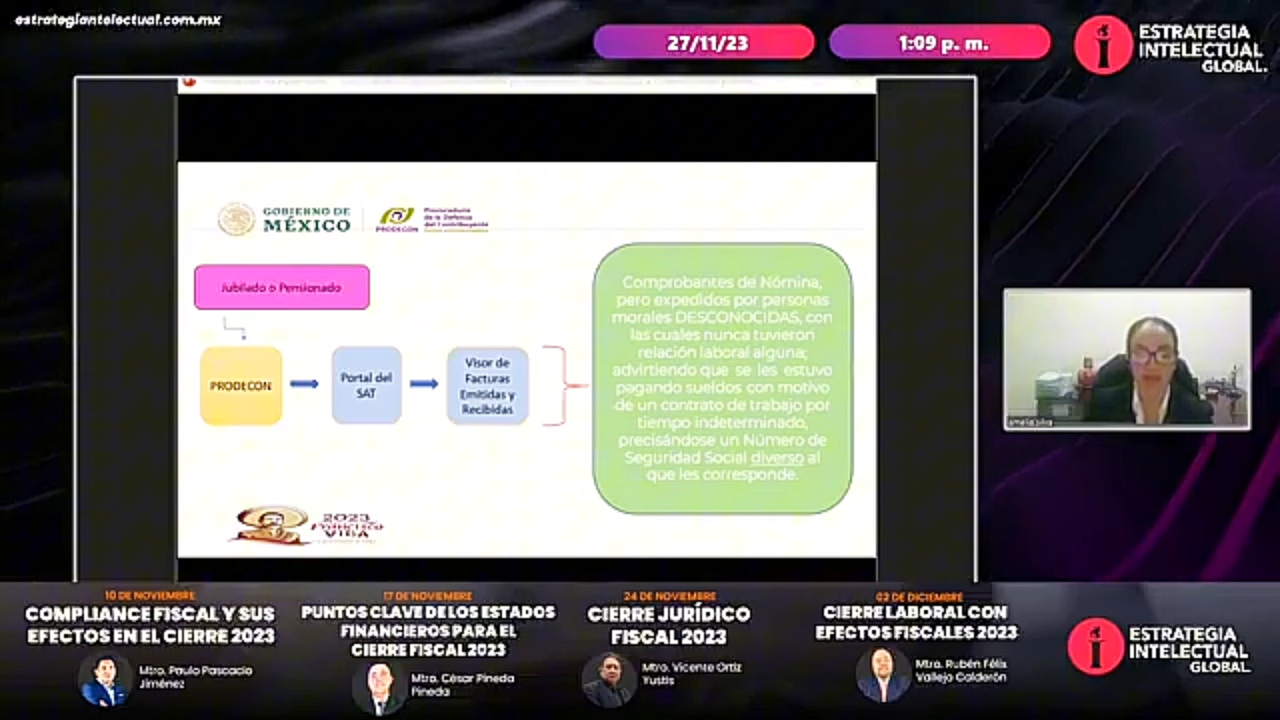 estrategiantelectual.com.mx
27/11/23
1:09 p. m.
ESTRATEGIA
INTELECTUAL
GLOBAL.
GOBIERNO DE
MÉXICO
PRODECON
Procuraduría
de la Defensa
del Contribuyente
Jubilado o Pensionado
PRODECON
Portal del
SAT
Visor de
Facturas
Emitidas y
Recibidas
Comprobantes de Nómina,
pero expedidos por personas
morales DESCONOCIDAS, con
las cuales nunca tuvieron
relación laboral alguna;
advirtiendo que se les estuvo
pagando sueldos con motivo
de un contrato de trabajo por
tiempo indeterminado,
precisándose un Número de
Seguridad Social diverso al
que les corresponde.
2023
Francisco
VILLA
10 DE NOVIEMBRE
COMPLIANCE FISCAL Y SUS
EFECTOS EN EL CIERRE 2023
Mtro. Paulo Pascacio
Jiménez
17 DE NOVIEMBRE
PUNTOS CLAVE DE LOS ESTADOS
FINANCIEROS PARA EL
CIERRE FISCAL 2023
Mtro. César Pineda
Pineda
24 DE NOVIEMBRE
CIERRE JURÍDICO
FISCAL 2023
Mtro. Vicente Ortiz
Yustis
02 DE DICIEMBRE
CIERRE LABORAL CON
EFECTOS FISCALES 2023
Mtro. Rubén Félix
Vallejo Calderón
ESTRATEGIA
INTELECTUAL
GLOBAL.